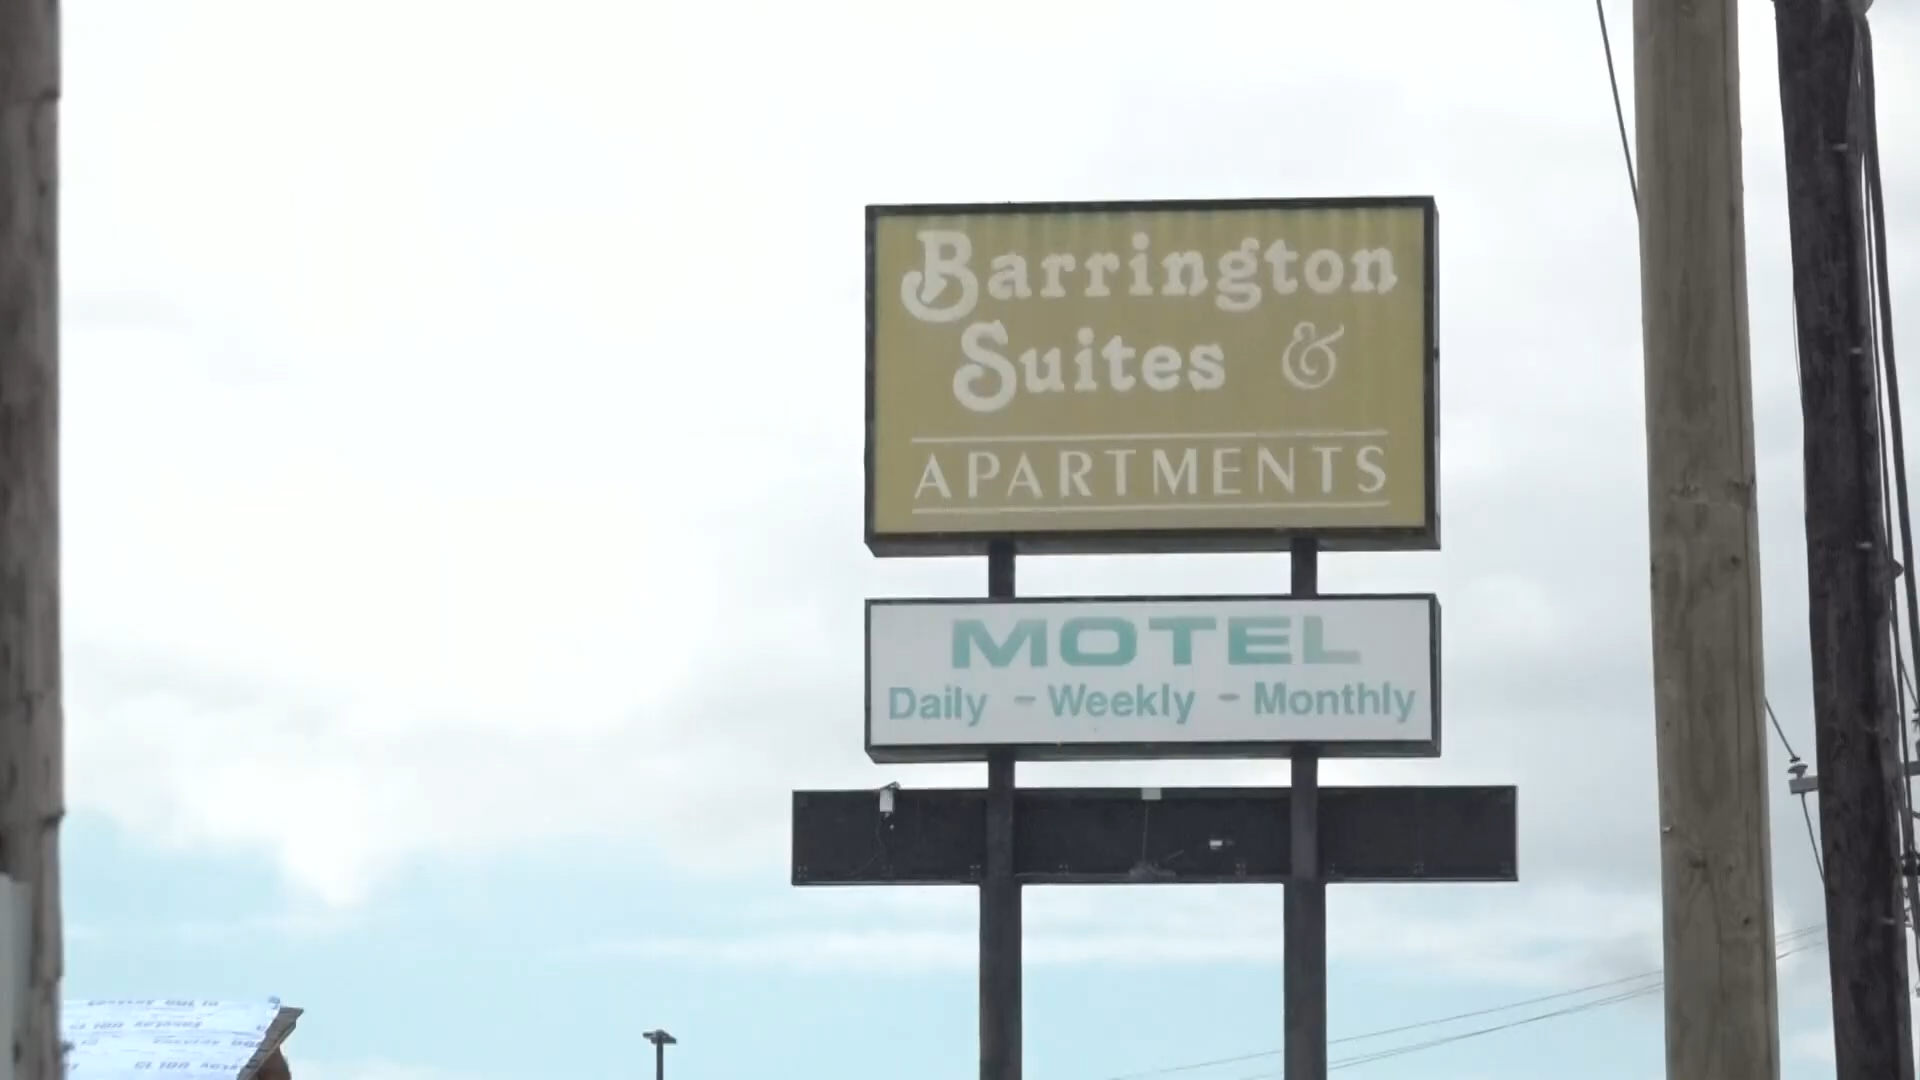 Barrington
Suites &
APARTMENTS
MOTEL
Daily - Weekly - Monthly